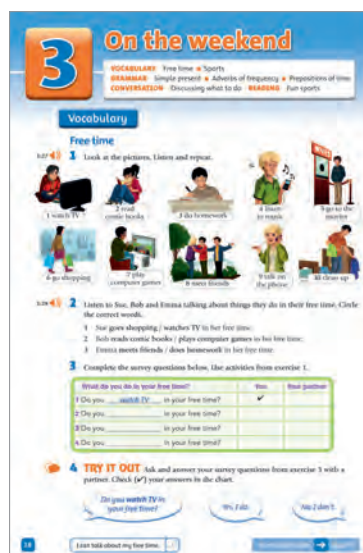 3
On the weekend
VOCABULARY Free time • Sports
GRAMMAR Simple present • Adverbs of frequency • Prepositions of time
CONVERSATION Discussing what to do • READING Fun sports
Vocabulary
Free time
1 Look at the pictures. Listen and repeat.
1 watch TV
2 read comic books
3 do homework
4 listen to music
5 go to the movies
6 go shopping
7 play computer games
8 meet friends
9 talk on the phone
10 clean up
2 Listen to Sue, Bob and Emma talking about things they do in their free time. Circle
the correct words.
1 Sue goes shopping / watches TV in her free time.
2 Bob reads comic books / plays computer games in his free time.
3 Emma meets friends / does homework in her free time.
3 Complete the survey questions below. Use activities from exercise 1.
What do you do in your free time? You Your partner
1 Do you watch TV in your free time? ✔
2 Do you in your free time?
3 Do you in your free time?
4 Do you in your free time?
4 TRY IT OUT Ask and answer your survey questions from exercise 3 with a
partner. Check (✔) your answers in the chart.
Do you watch TV in
your free time?
Yes, I do.
No, I don't.
I can talk about my free time.